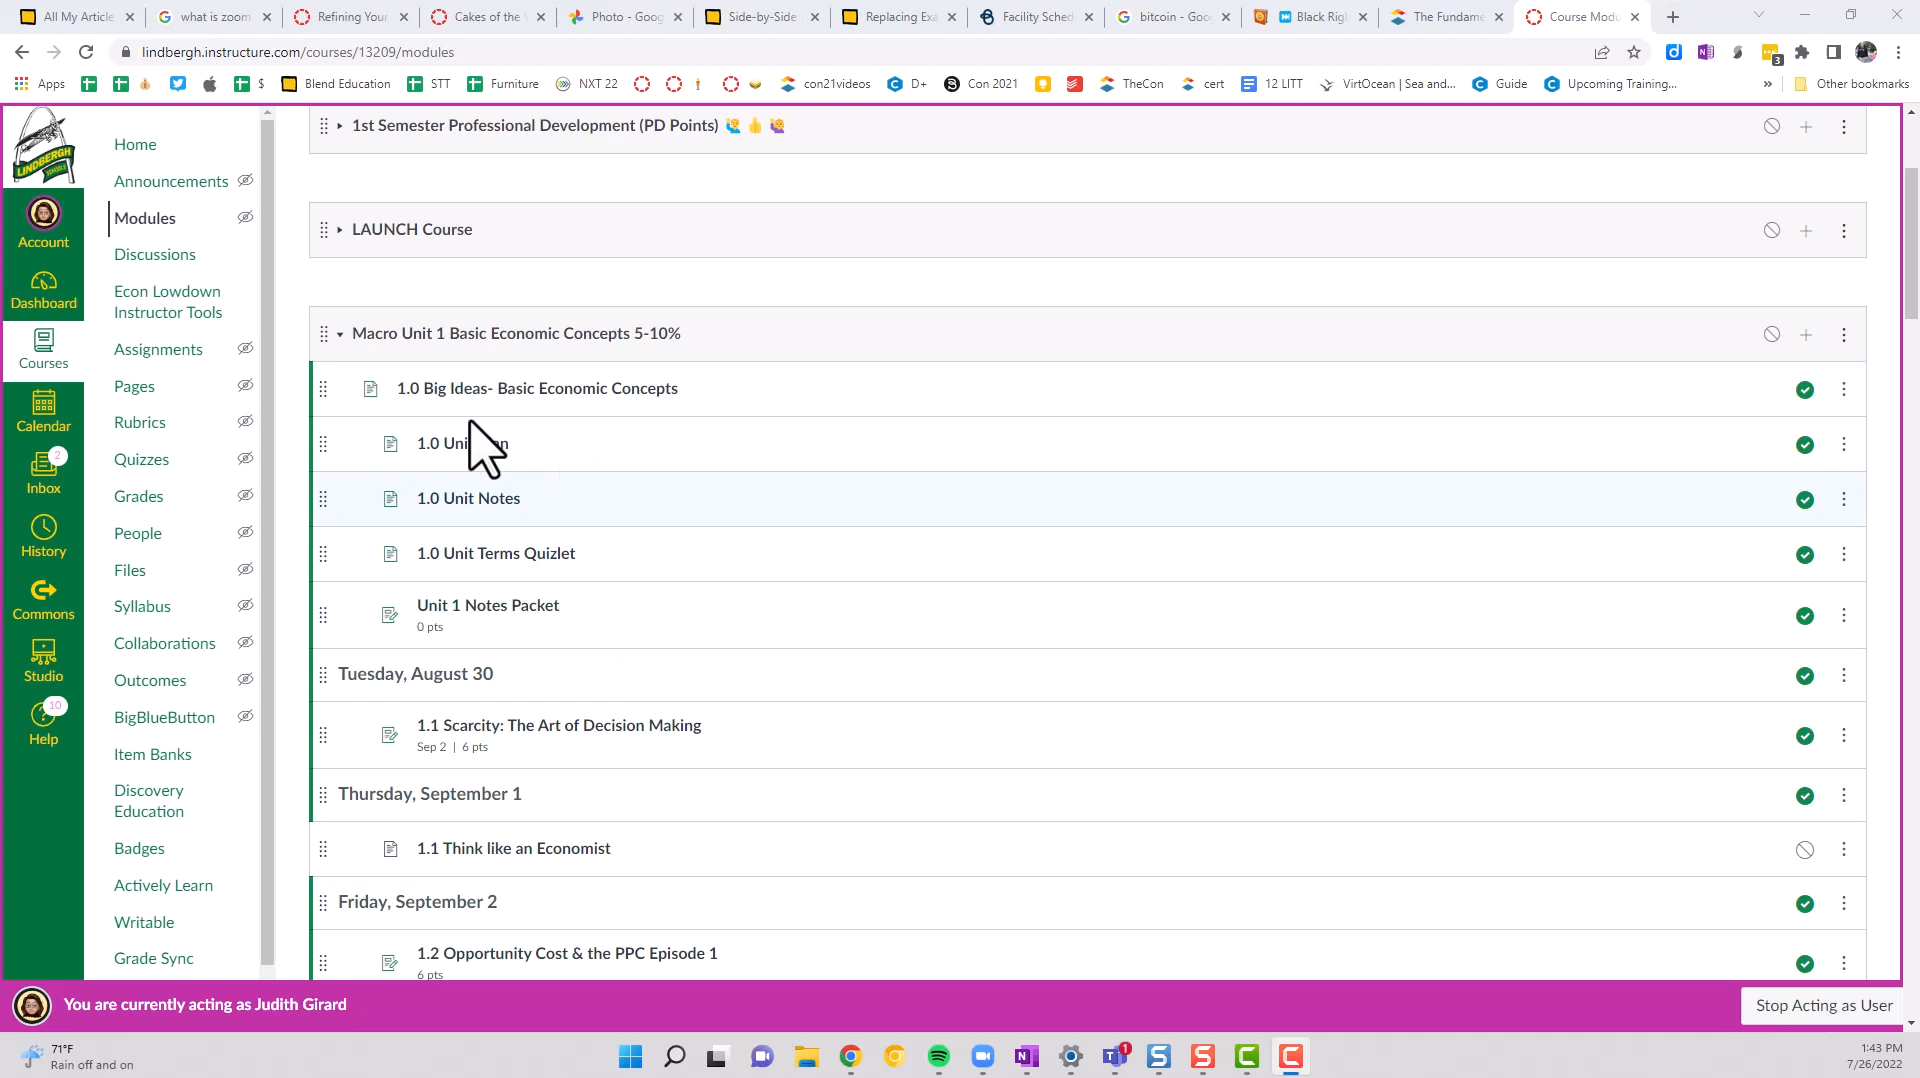 All My Article
what is zoom
Refining Your
Cakes of the
Photo - Goog
Side-by-Side
Replacing Exa
Facility Sched
bitcoin - Goo
Black Righ
The Fundame
Course Modu
lindbergh.instructure.com/courses/13209/modules
3
Apps
$
Blend Education
STT
Furniture
NXT 22
con21videos
D+
Con 2021
TheCon
cert
12 LITT
VirtOcean | Sea and...
Guide
Upcoming Training...
»
Other bookmarks
LINDBERGH
SCHOOLS
Account
Dashboard
Courses
Calendar
2
Inbox
History
Commons
Studio
10
Help
Home
Announcements
Modules
Discussions
Econ Lowdown
Instructor Tools
Assignments
Pages
Rubrics
Quizzes
Grades
People
Files
Syllabus
Collaborations
Outcomes
BigBlueButton
Item Banks
Discovery
Education
Badges
Actively Learn
Writable
Grade Sync
1st Semester Professional Development (PD Points) 🙋 👍 🙋
LAUNCH Course
Macro Unit 1 Basic Economic Concepts 5-10%
1.0 Big Ideas- Basic Economic Concepts
1.0
1.0 Unit Notes
1.0 Unit Terms Quizlet
Unit 1 Notes Packet
0 pts
Tuesday, August 30
1.1 Scarcity: The Art of Decision Making
Sep 2 | 6 pts
Thursday, September 1
1.1 Think like an Economist
Friday, September 2
1.2 Opportunity Cost & the PPC Episode 1
6 pts
You are currently acting as Judith Girard
Stop Acting as User
71°F
Rain off and on
1
1:43 PM
7/26/2022